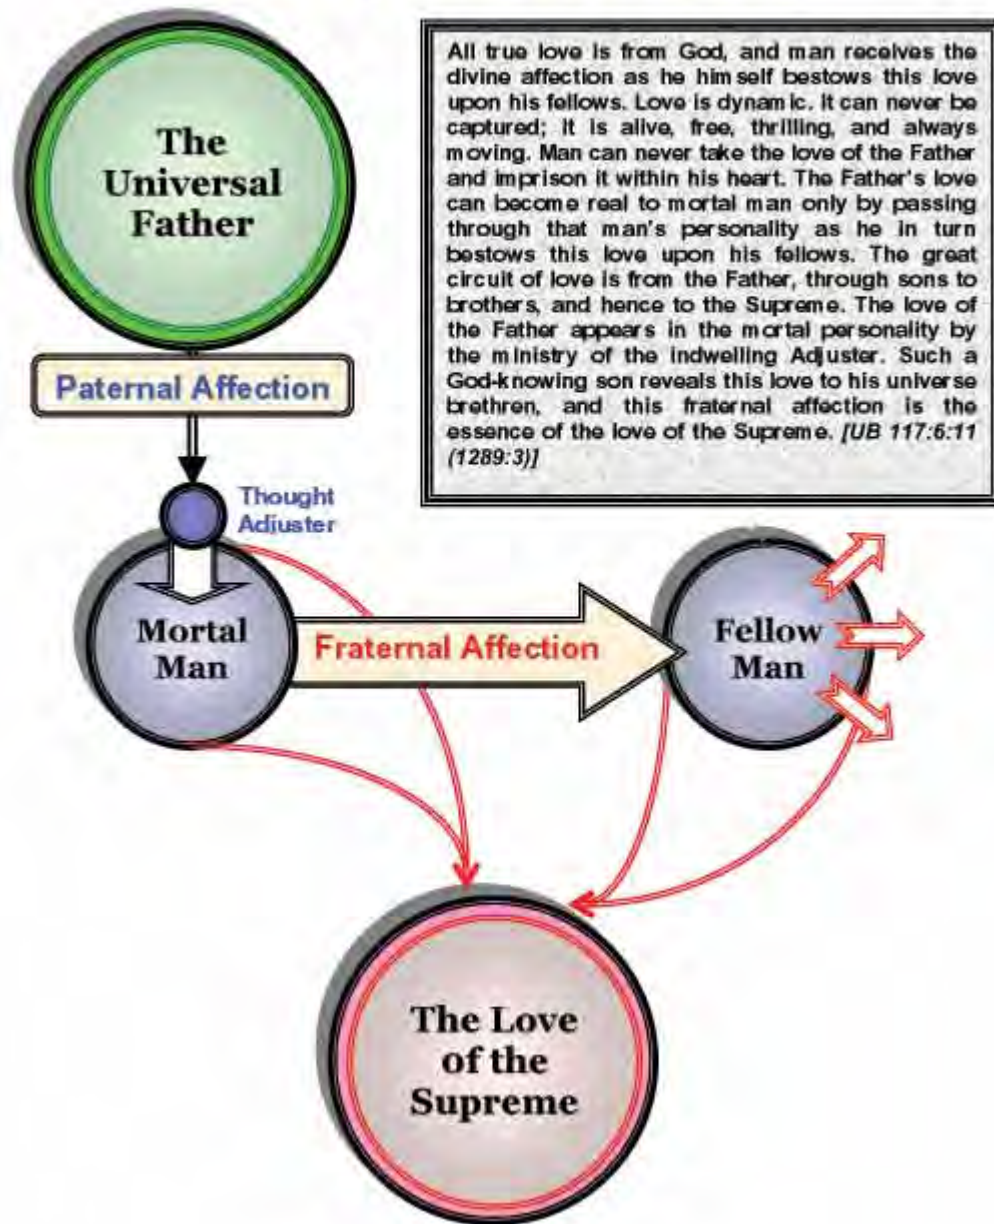 The
Universal
Father
All true love is from God, and man receives the
divine affection as he himself bestows this love
upon his fellows. Love is dynamic. It can never be
captured; it is alive, free, thrilling, and always
moving. Man can never take the love of the Father
and imprison it within his heart. The Father's love
can become real to mortal man only by passing
through that man's personality as he in turn
bestows this love upon his fellows. The great
circuit of love is from the Father, through sons to
brothers, and hence to the Supreme. The love of
the Father appears in the mortal personality by
the ministry of the indwelling Adjuster. Such a
God-knowing son reveals this love to his universe
brethren, and this fraternal affection is the
essence of the love of the Supreme. [UB 117:6:11
(1289:3)]
Paternal Affection
Thought
Adjuster
Mortal
Man
Fraternal Affection
Fellow
Man
The Love
of the
Supreme